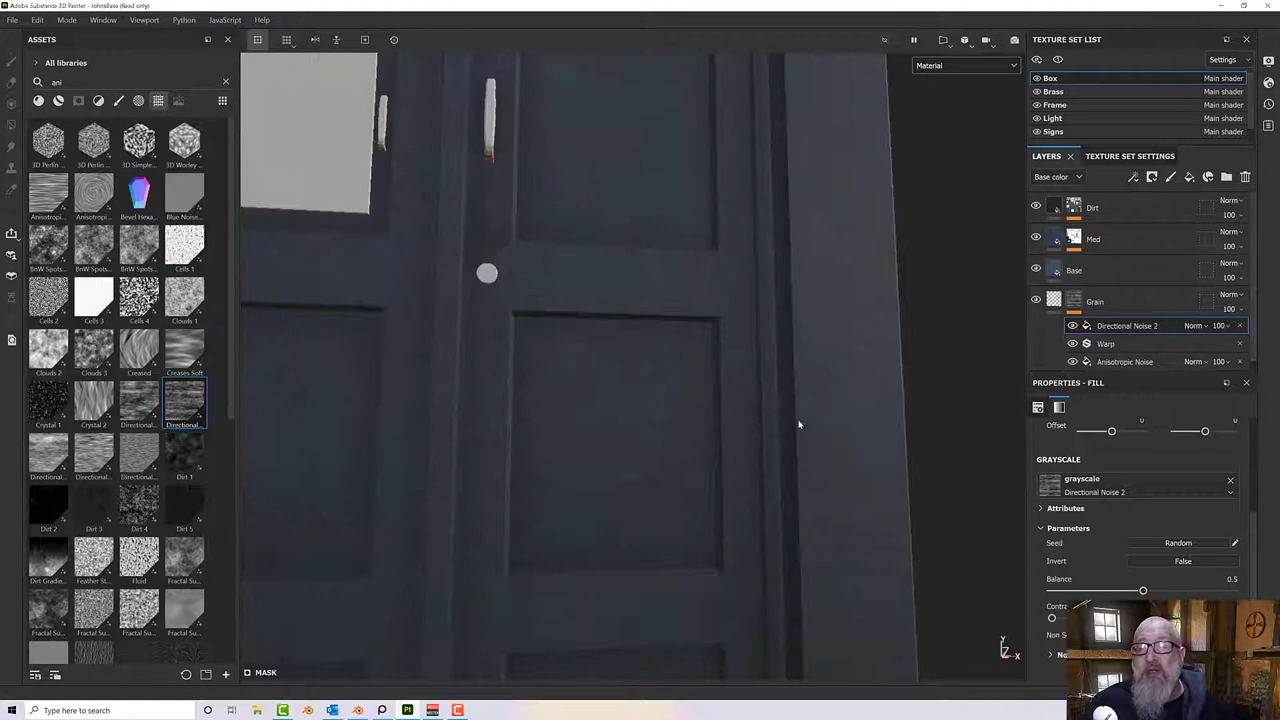 Adobe Substance 3D Painter - JohnsBase (Read only)
File Edit Mode Window Viewport Python JavaScript Help
ASSETS
All libraries
ani
3D Perlin ... 3D Perlin ... 3D Simple... 3D Worley ...
Anisotropi... Anisotropi... Bevel Hexa... Blue Noise...
BnW Spots... BnW Spots... BnW Spots... Cells 1
Cells 2 Cells 3 Cells 4 Clouds 1
Clouds 2 Clouds 3 Creased Creases Soft
Crystal 1 Crystal 2 Directional... Directional...
Directional... Directional... Directional... Dirt 1
Dirt 2 Dirt 3 Dirt 4 Dirt 5
Dirt Gradie... Feather St... Fluid Fractal Su...
Fractal Su... Fractal Su... Fractal Su... Fractal Su...
Material
MASK
Y
Z X
TEXTURE SET LIST
Settings
Box Main shader
Brass Main shader
Frame Main shader
Light Main shader
Signs Main shader
LAYERS TEXTURE SET SETTINGS
Base color
Dirt Norm 100
Med Norm 100
Base Norm 100
Grain Norm 100
Directional Noise 2 Norm 100
Warp
Anisotropic Noise Norm 100
PROPERTIES - FILL
Offset 0 0
GRAYSCALE
grayscale
Directional Noise 2
Attributes
Parameters
Seed Random
Invert False
Balance 0.5
Contra
Non S
No
Type here to search
Pt